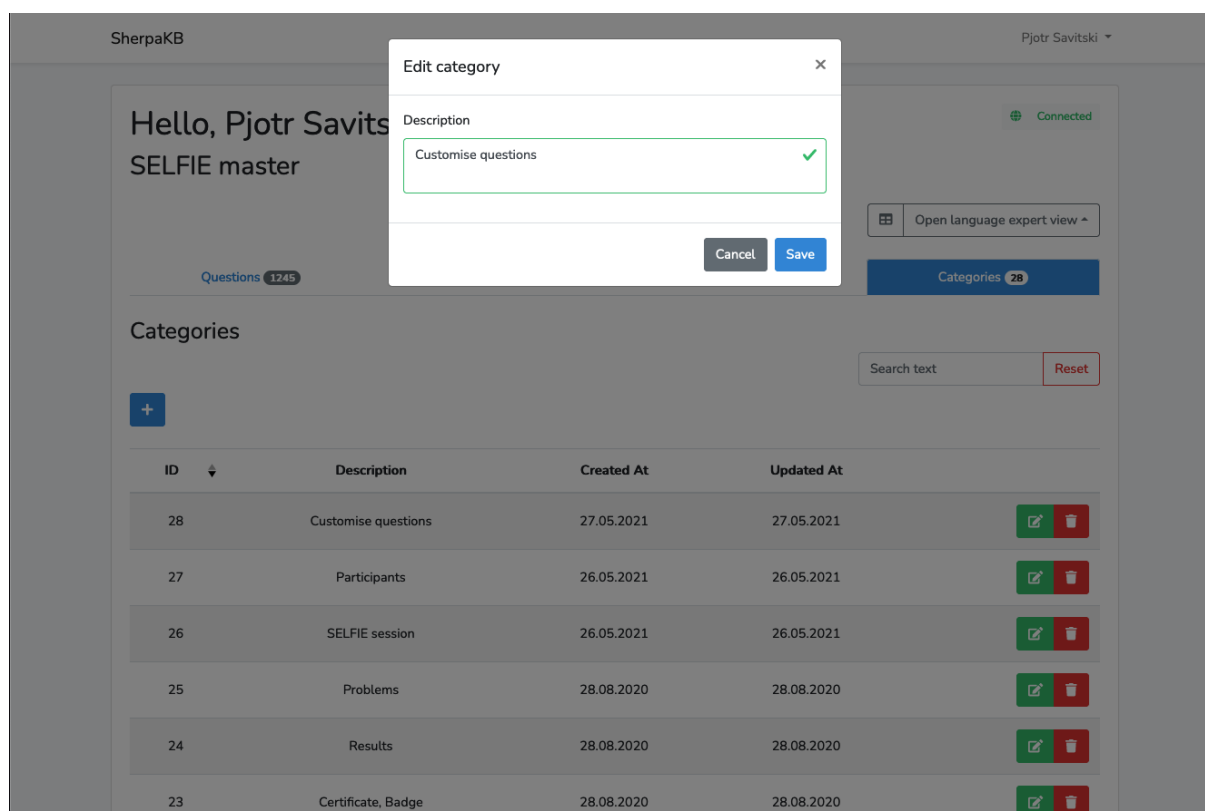 SherpaKB
Pjotr Savitski
Edit category
×
Hello, Pjotr Savits
Description
Connected
Customise questions
SELFIE master
Open language expert view
Cancel
Save
Questions 1245
Categories 28
Categories
Search text
Reset
+
ID Description Created At Updated At
28 Customise questions 27.05.2021 27.05.2021
27 Participants 26.05.2021 26.05.2021
26 SELFIE session 26.05.2021 26.05.2021
25 Problems 28.08.2020 28.08.2020
24 Results 28.08.2020 28.08.2020
23 Certificate, Badge 28.08.2020 28.08.2020